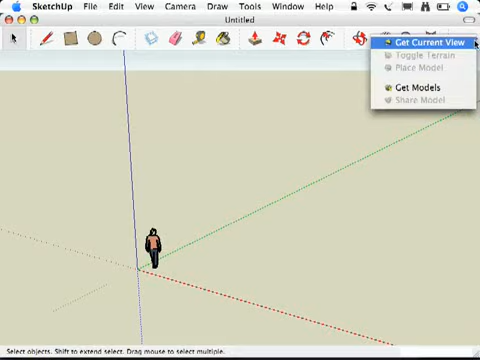 SketchUp File Edit View Camera Draw Tools Window Help
Untitled
Get Current View
Toggle Terrain
Place Model
Get Models
Share Model
Select objects. Shift to extend select. Drag mouse to select multiple.